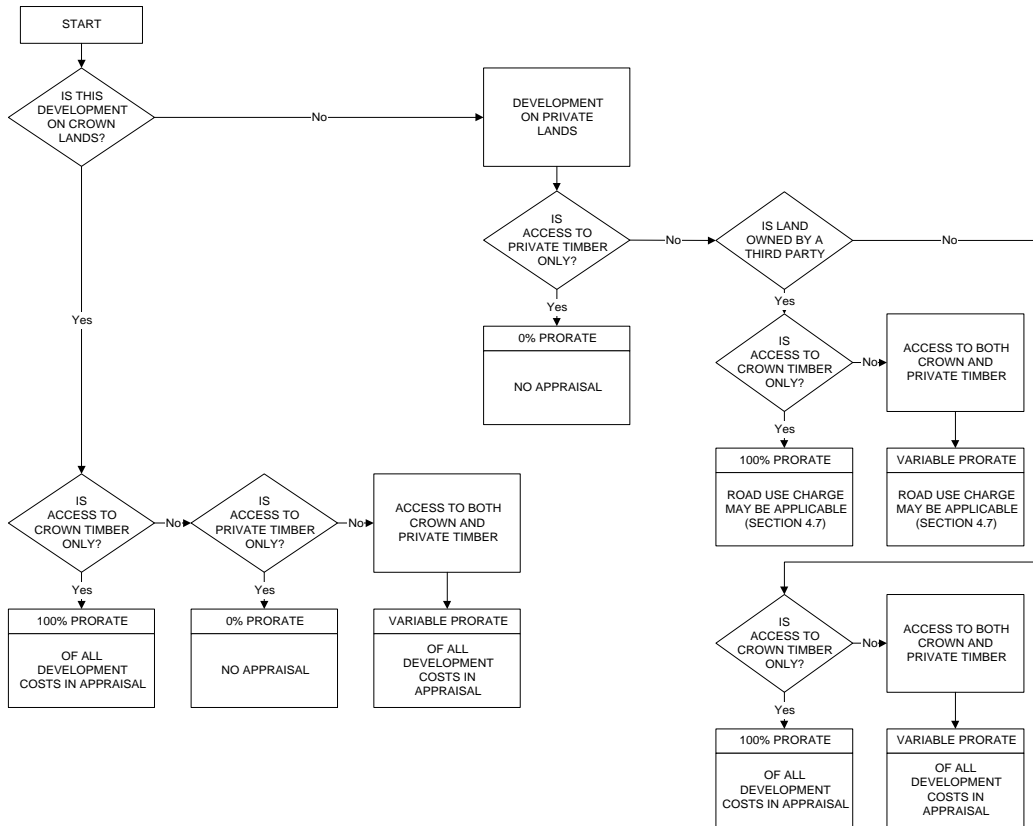 START
IS THIS
DEVELOPMENT
ON CROWN
LANDS?
No
DEVELOPMENT
ON PRIVATE
LANDS
IS
ACCESS TO
PRIVATE TIMBER
ONLY?
No
IS LAND
OWNED BY A
THIRD PARTY
No
Yes
Yes
Yes
0% PRORATE
NO APPRAISAL
IS
ACCESS TO
CROWN TIMBER
ONLY?
No
ACCESS TO BOTH
CROWN AND
PRIVATE TIMBER
Yes
100% PRORATE
ROAD USE CHARGE
MAY BE APPLICABLE
(SECTION 4.7)
VARIABLE PRORATE
ROAD USE CHARGE
MAY BE APPLICABLE
(SECTION 4.7)
IS
ACCESS TO
CROWN TIMBER
ONLY?
No
IS
ACCESS TO
PRIVATE TIMBER
ONLY?
No
ACCESS TO BOTH
CROWN AND
PRIVATE TIMBER
Yes
Yes
100% PRORATE
OF ALL
DEVELOPMENT
COSTS IN APPRAISAL
0% PRORATE
NO APPRAISAL
VARIABLE PRORATE
OF ALL
DEVELOPMENT
COSTS IN
APPRAISAL
IS
ACCESS TO
CROWN TIMBER
ONLY?
No
ACCESS TO BOTH
CROWN AND
PRIVATE TIMBER
Yes
100% PRORATE
OF ALL
DEVELOPMENT
COSTS IN APPRAISAL
VARIABLE PRORATE
OF ALL
DEVELOPMENT
COSTS IN
APPRAISAL